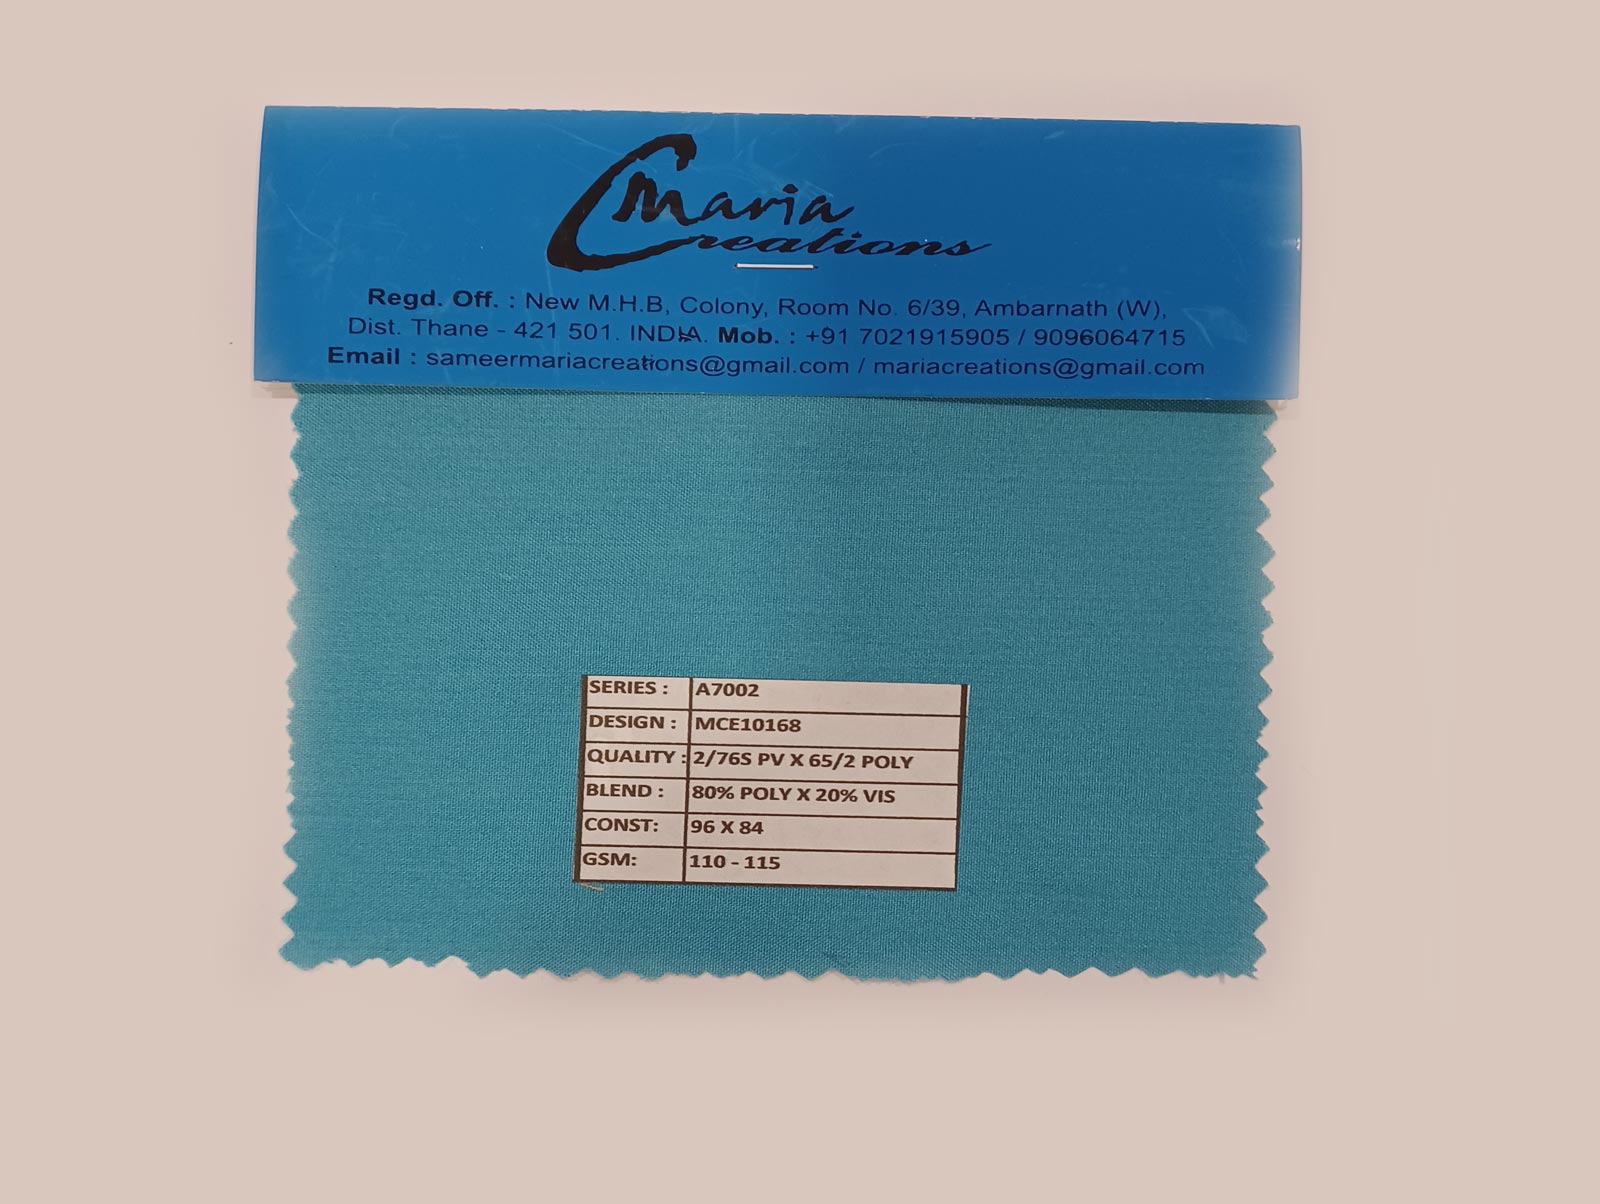 Maria
Creations
Regd. Off. : New M.H.B, Colony, Room No. 6/39, Ambarnath (W),
Dist. Thane - 421 501. INDIA. Mob. : +91 7021915905 / 9096064715
Email : sameermariacreations@gmail.com / mariacreations@gmail.com
SERIES : A7002
DESIGN : MCE10168
QUALITY : 2/76S PV X 65/2 POLY
BLEND : 80% POLY X 20% VIS
CONST: 96 X 84
GSM: 110 - 115